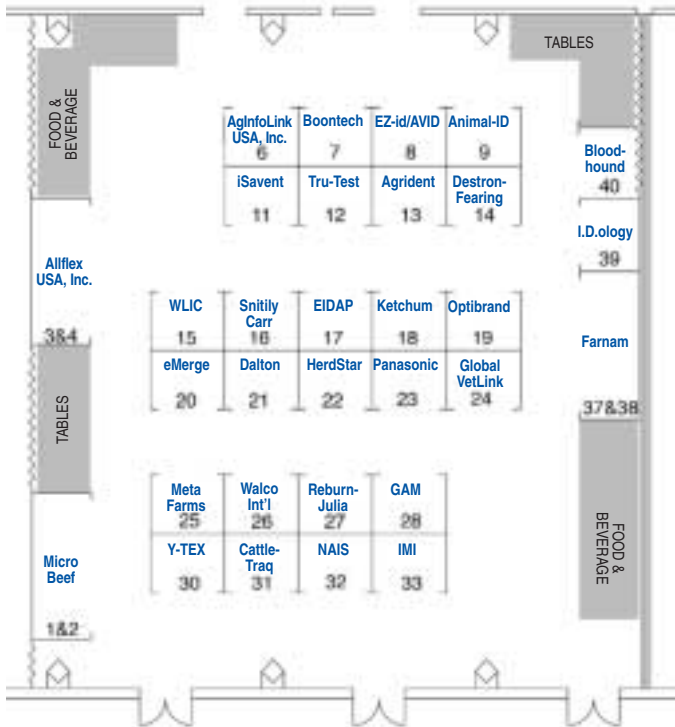 TABLES
FOOD &
BEVERAGE
AgInfoLink
USA, Inc.
6
Boontech
7
EZ-id/AVID
8
Animal-ID
9
Blood-
hound
40
iSavent
11
Tru-Test
12
Agrident
13
Destron-
Fearing
14
I.D.ology
39
Allflex
USA, Inc.
3&4
WLIC
15
Snitily
Carr
16
EIDAP
17
Ketchum
18
Optibrand
19
Farnam
37&38
eMerge
20
Dalton
21
HerdStar
22
Panasonic
23
Global
VetLink
24
TABLES
Meta
Farms
25
Walco
Int'l
26
Reburn-
Julia
27
GAM
28
FOOD &
BEVERAGE
Micro
Beef
1&2
Y-TEX
30
Cattle-
Traq
31
NAIS
32
IMI
33